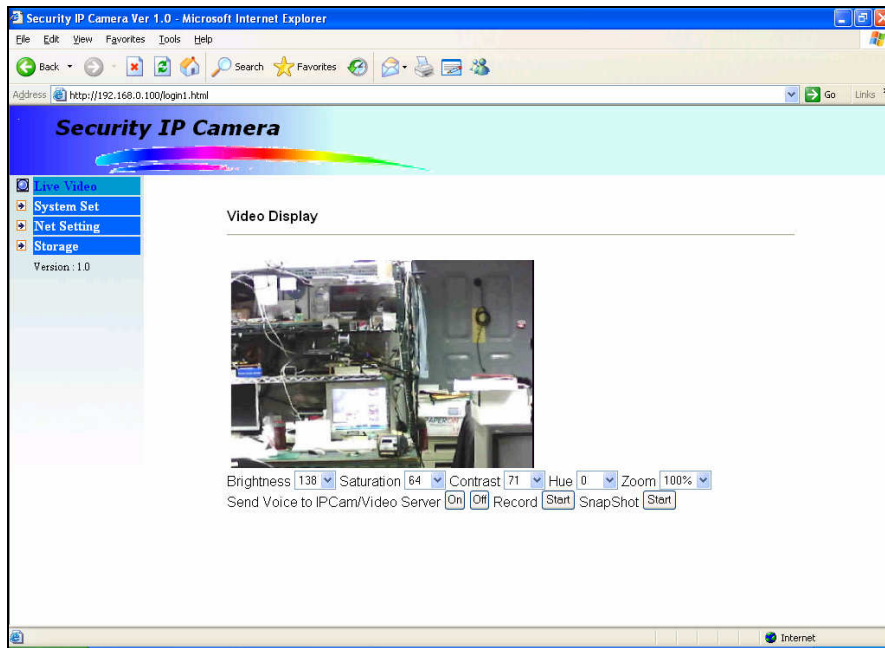 Security IP Camera Ver 1.0 - Microsoft Internet Explorer
File Edit View Favorites Tools Help
Back Search Favorites
Address http://192.168.0.100/login1.html Go Links
Security IP Camera
Live Video
System Set
Net Setting
Storage
Version : 1.0
Video Display
Brightness 138 Saturation 64 Contrast 71 Hue 0 Zoom 100%
Send Voice to IPCam/Video Server On Off Record Start SnapShot Start
Internet